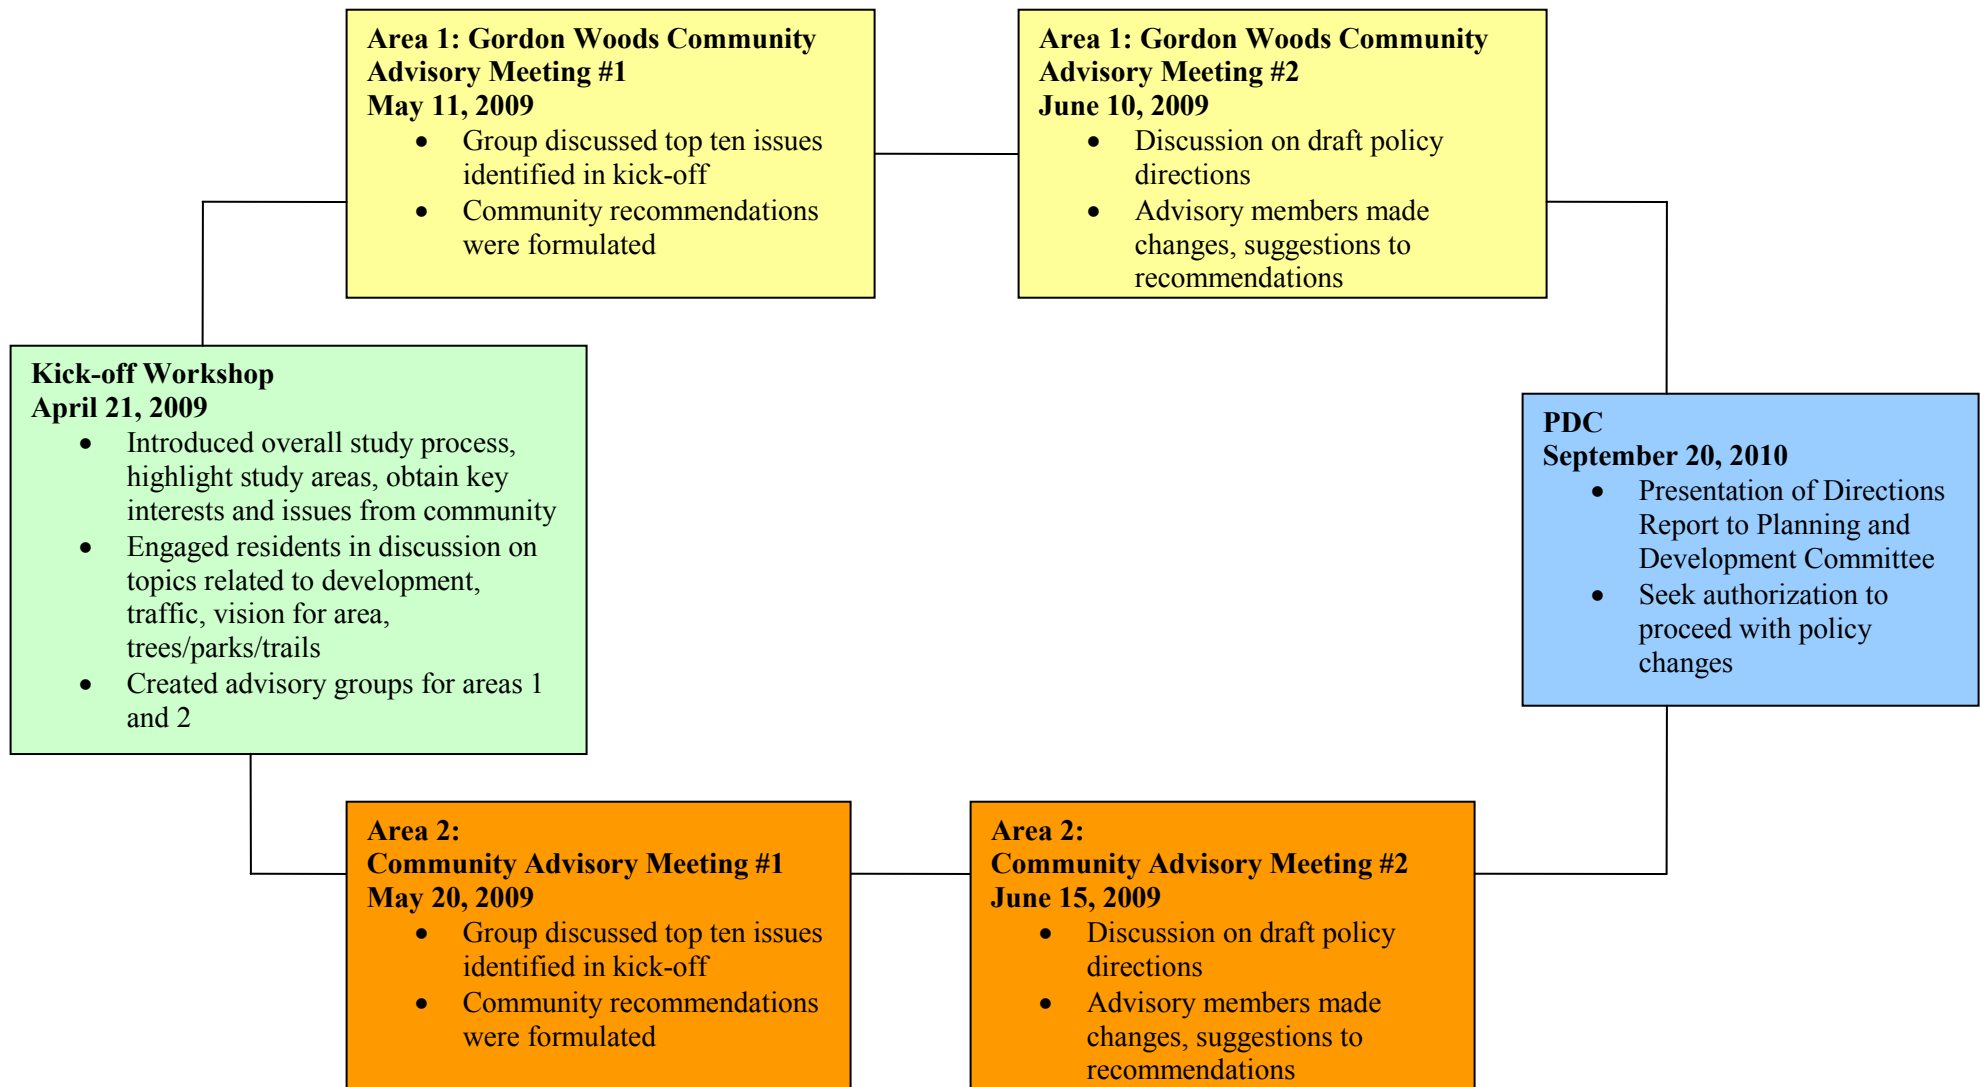 Area 1: Gordon Woods Community
Advisory Meeting #1
May 11, 2009
• Group discussed top ten issues
identified in kick-off
• Community recommendations
were formulated
Area 1: Gordon Woods Community
Advisory Meeting #2
June 10, 2009
• Discussion on draft policy
directions
• Advisory members made
changes, suggestions to
recommendations
Kick-off Workshop
April 21, 2009
• Introduced overall study process,
highlight study areas, obtain key
interests and issues from community
• Engaged residents in discussion on
topics related to development,
traffic, vision for area,
trees/parks/trails
• Created advisory groups for areas 1
and 2
PDC
September 20, 2010
• Presentation of Directions
Report to Planning and
Development Committee
• Seek authorization to
proceed with policy
changes
Area 2:
Community Advisory Meeting #1
May 20, 2009
• Group discussed top ten issues
identified in kick-off
• Community recommendations
were formulated
Area 2:
Community Advisory Meeting #2
June 15, 2009
• Discussion on draft policy
directions
• Advisory members made
changes, suggestions to
recommendations